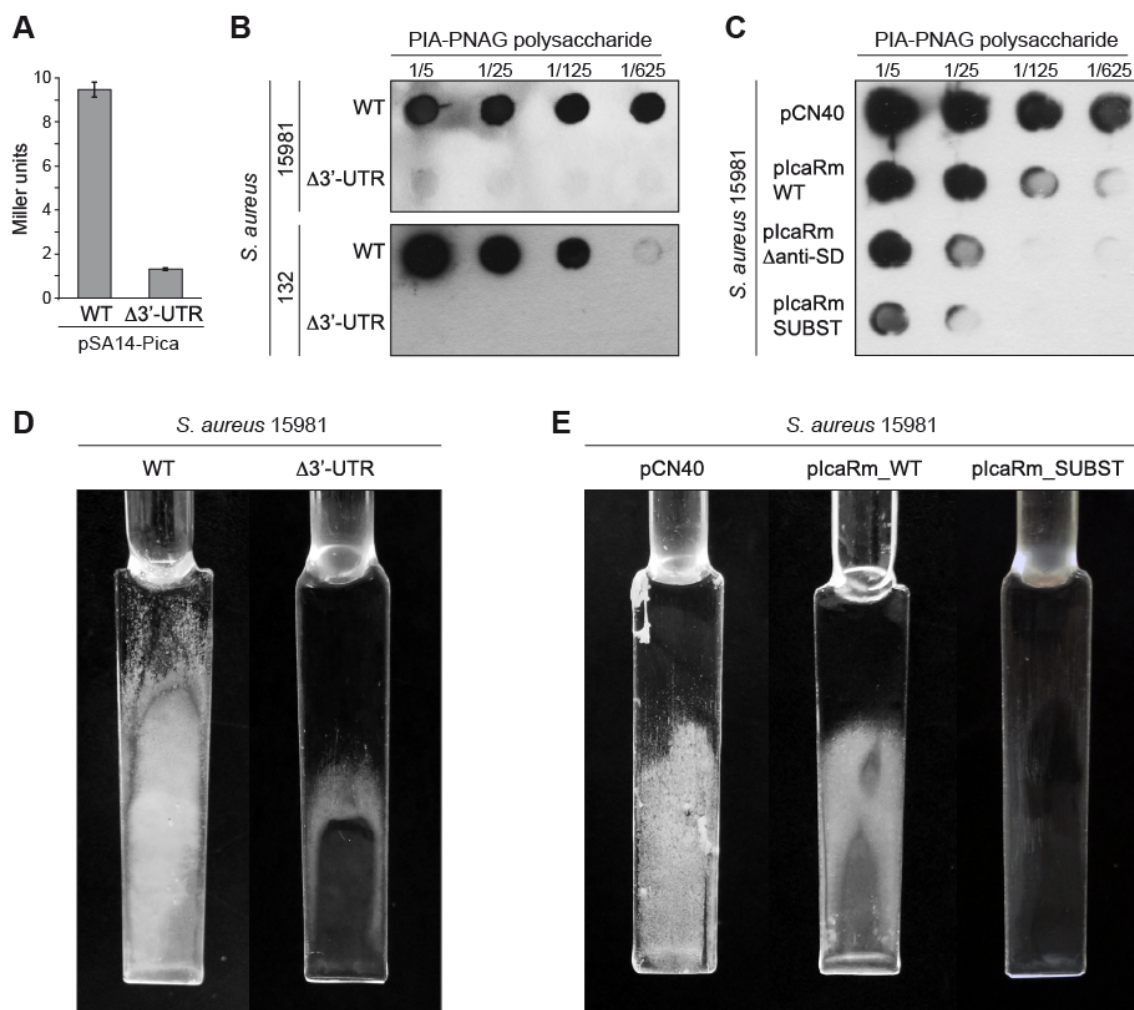 A
Miller units
10
8
6
4
2
0
WT Δ3'-UTR
pSA14-Pica
B
PIA-PNAG polysaccharide
1/5 1/25 1/125 1/625
S. aureus
15981
WT
Δ3'-UTR
132
WT
Δ3'-UTR
C
PIA-PNAG polysaccharide
1/5 1/25 1/125 1/625
S. aureus 15981
pCN40
pIcaRm
WT
pIcaRm
Δanti-SD
pIcaRm
SUBST
D
S. aureus 15981
WT Δ3'-UTR
E
S. aureus 15981
pCN40 pIcaRm_WT pIcaRm_SUBST